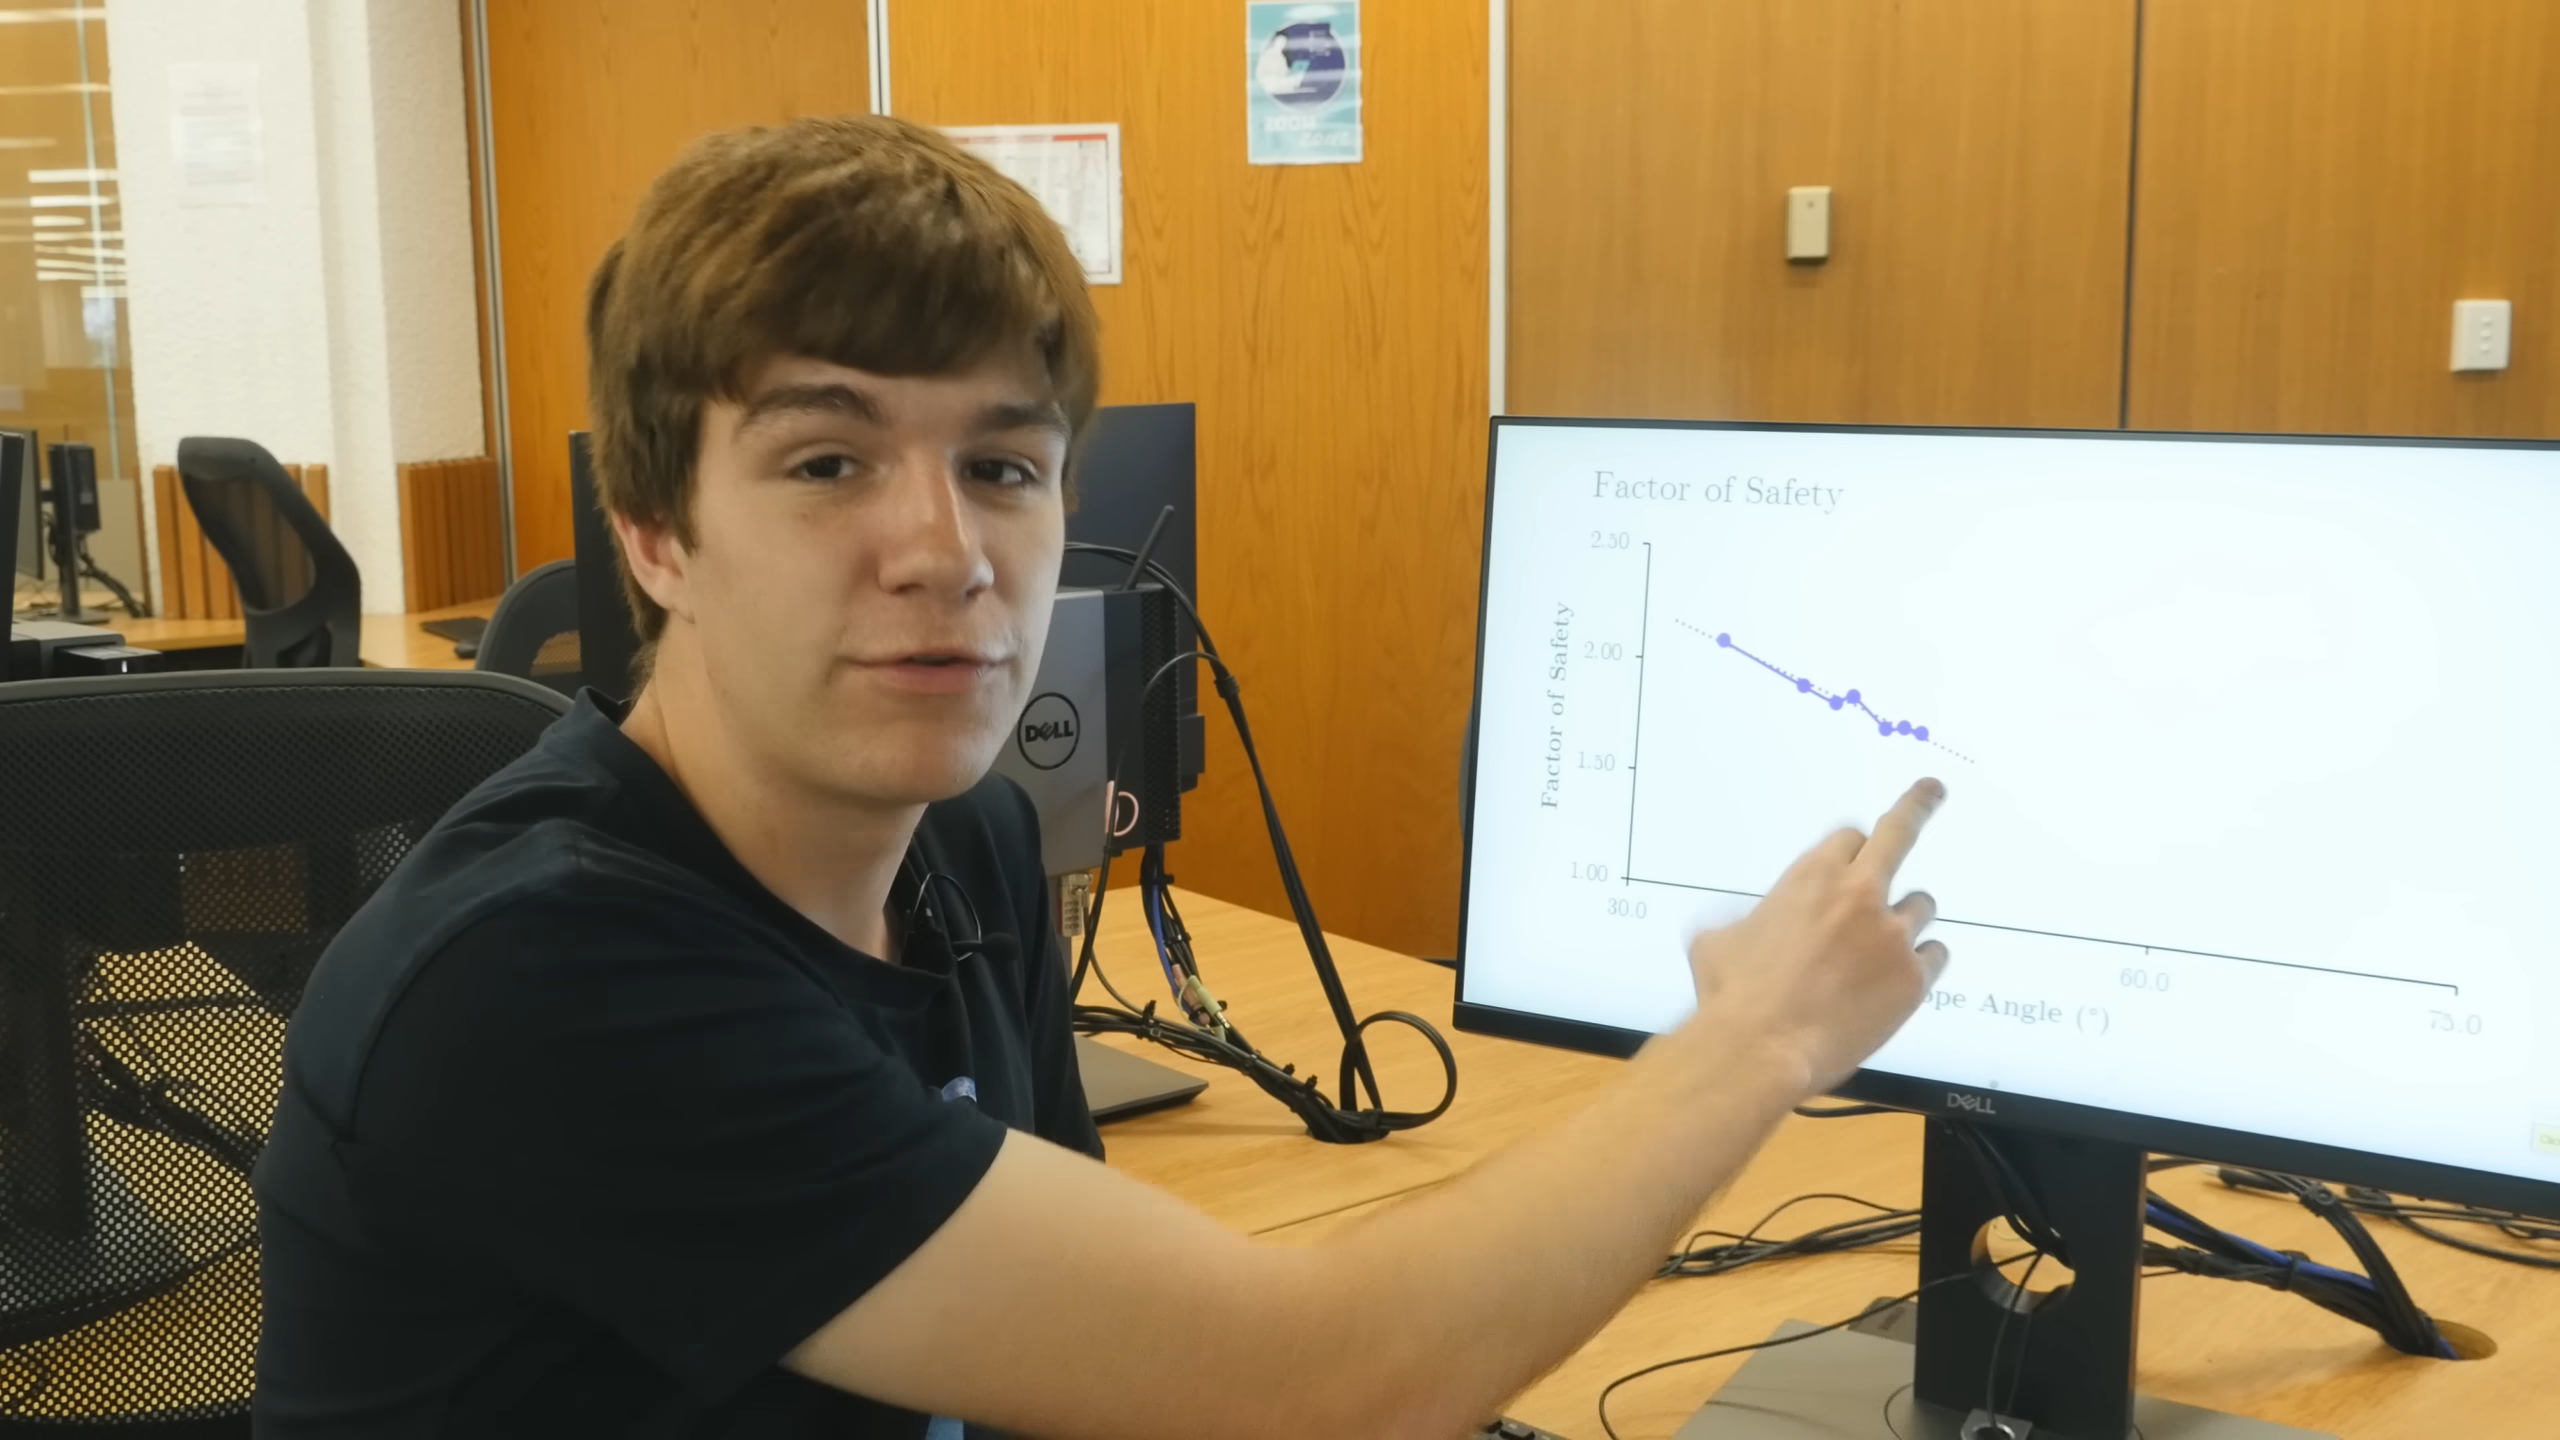 DELL
Factor of Safety
2.50
2.00
1.50
1.00
Factor of Safety
30.0
60.0
75.0
ope Angle (°)
DELL